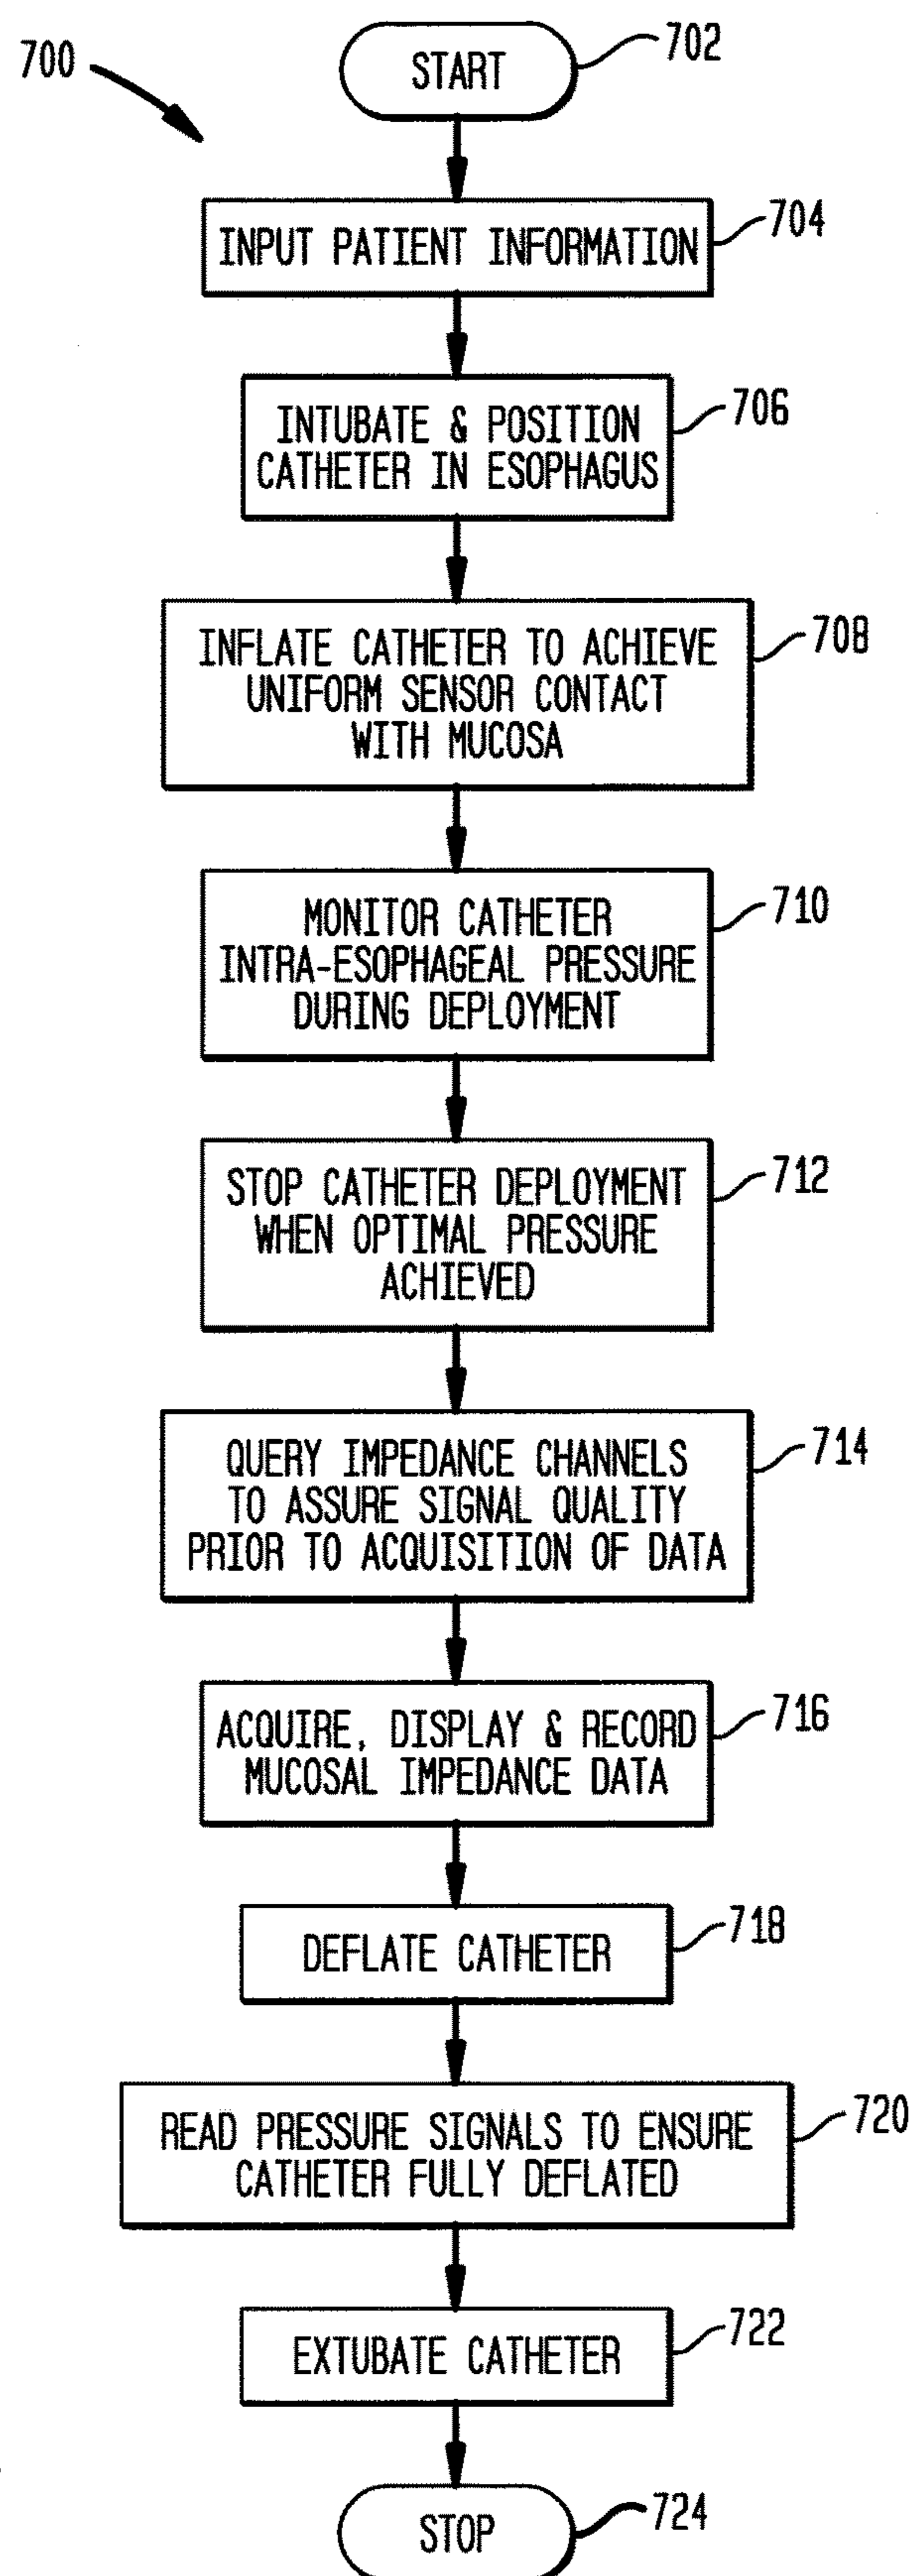 700
START
702
INPUT PATIENT INFORMATION
704
INTUBATE & POSITION
CATHETER IN ESOPHAGUS
706
INFLATE CATHETER TO ACHIEVE
UNIFORM SENSOR CONTACT
WITH MUCOSA
708
MONITOR CATHETER
INTRA-ESOPHAGEAL PRESSURE
DURING DEPLOYMENT
710
STOP CATHETER DEPLOYMENT
WHEN OPTIMAL PRESSURE
ACHIEVED
712
QUERY IMPEDANCE CHANNELS
TO ASSURE SIGNAL QUALITY
PRIOR TO ACQUISITION OF DATA
714
ACQUIRE, DISPLAY & RECORD
MUCOSAL IMPEDANCE DATA
716
DEFLATE CATHETER
718
READ PRESSURE SIGNALS TO ENSURE
CATHETER FULLY DEFLATED
720
EXTUBATE CATHETER
722
STOP
724